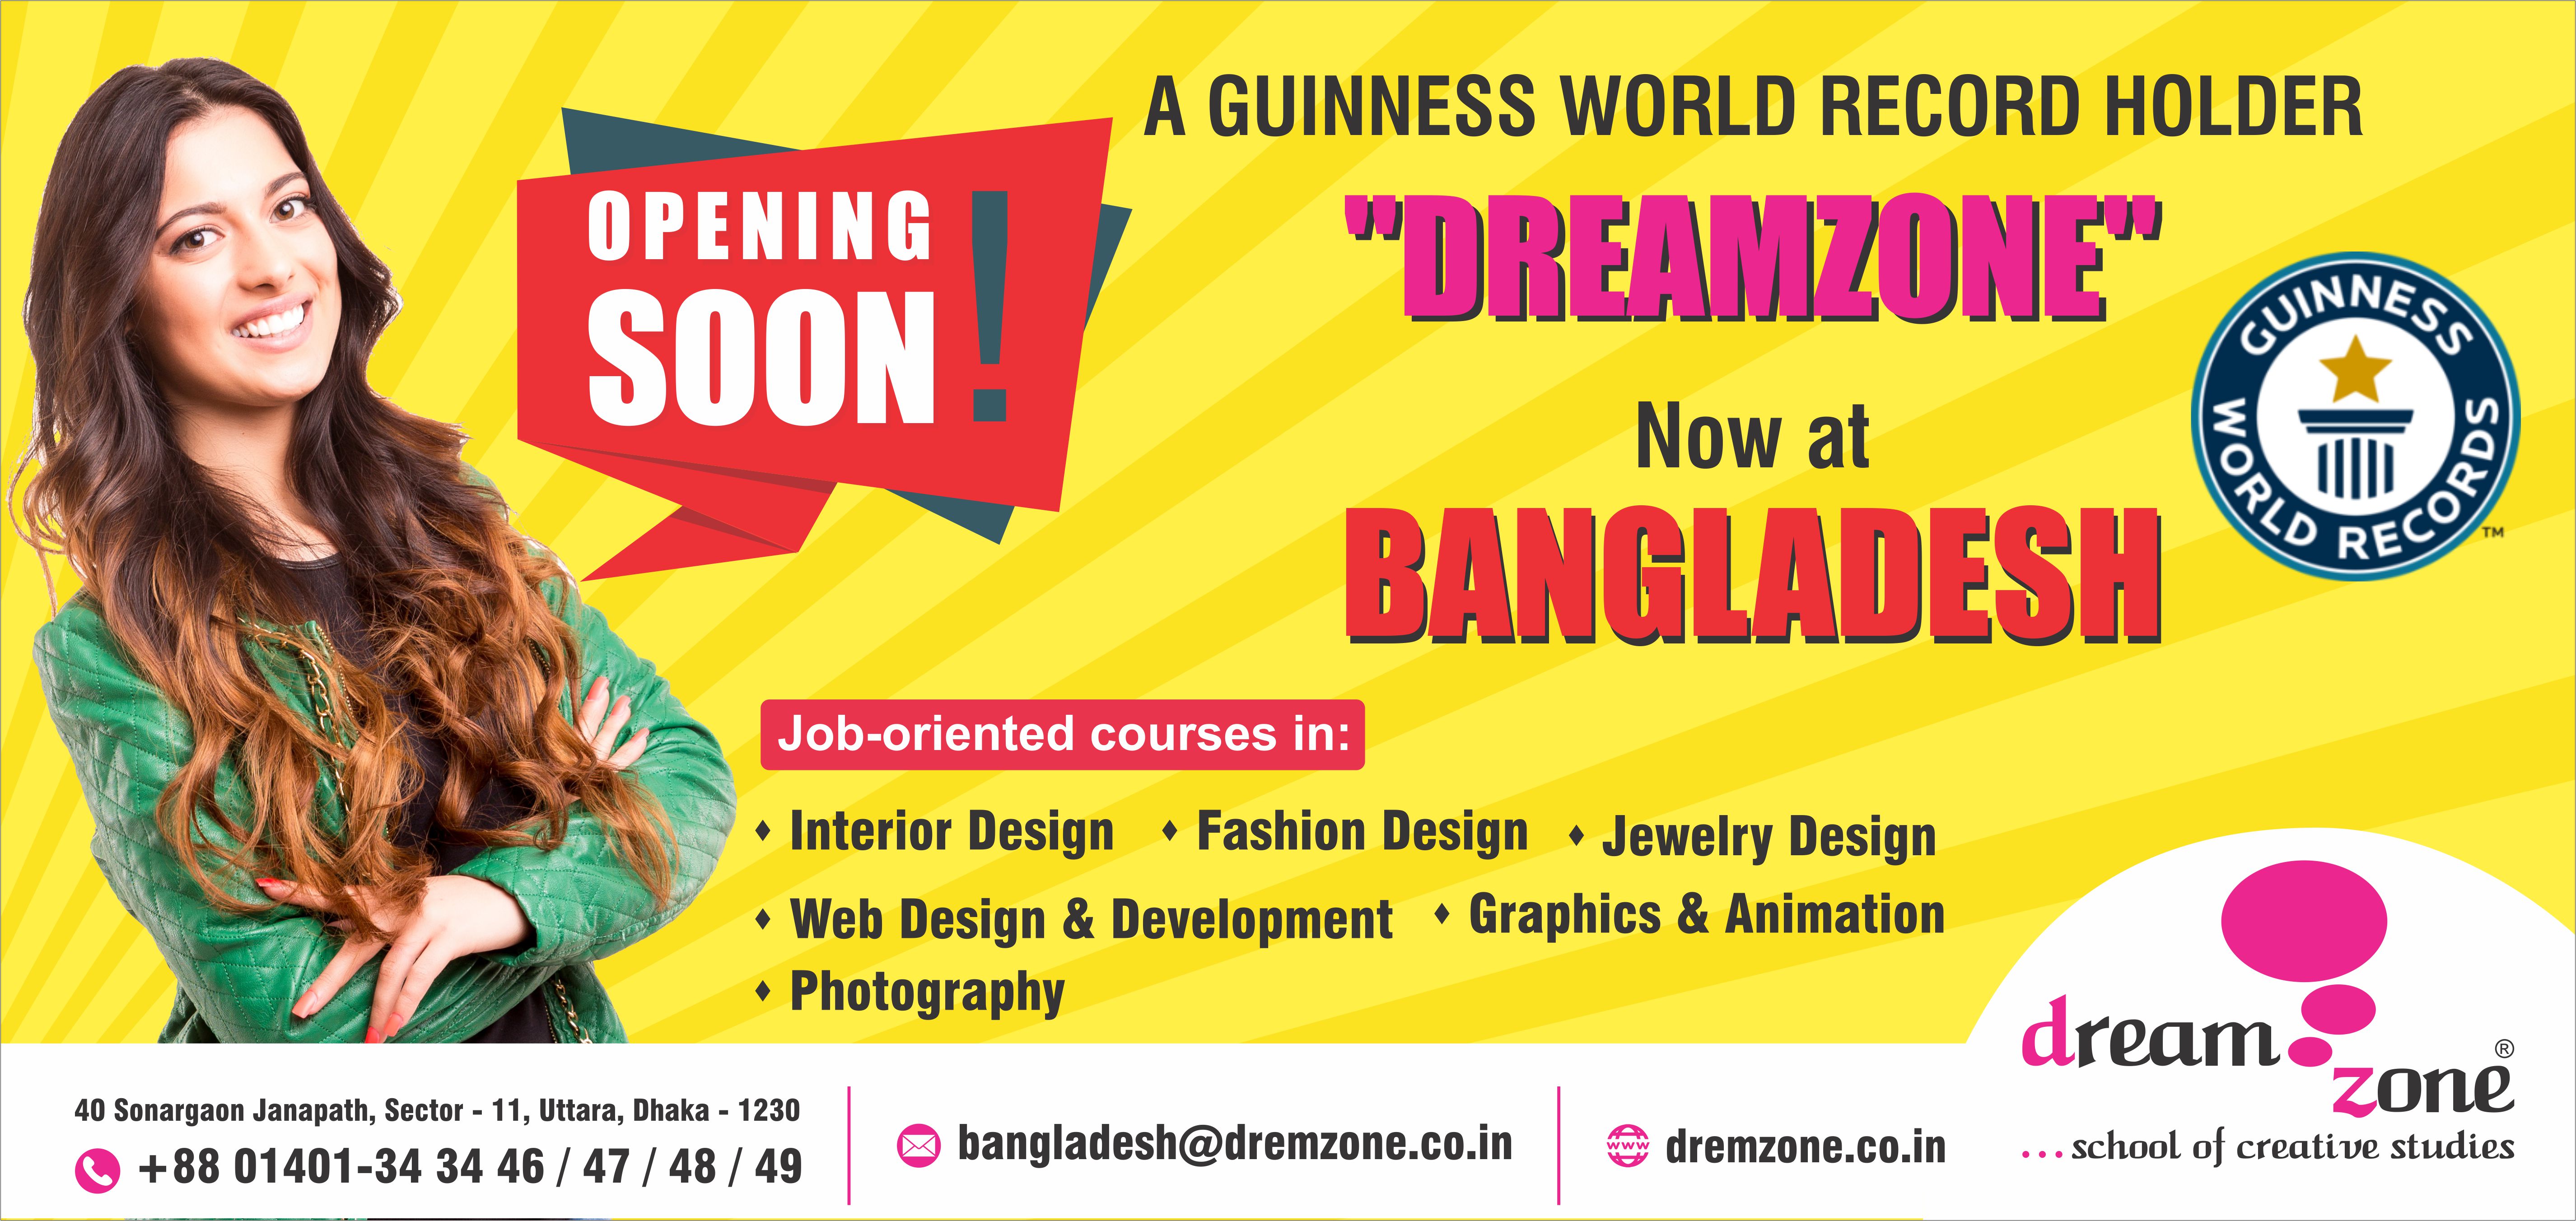 A GUINNESS WORLD RECORD HOLDER
OPENING
SOON!
"DREAMZONE"
Now at
BANGLADESH
GUINNESS
WORLD RECORDS
TM
Job-oriented courses in:
♦ Interior Design ♦ Fashion Design ♦ Jewelry Design
♦ Web Design & Development ♦ Graphics & Animation
♦ Photography
40 Sonargaon Janapath, Sector - 11, Uttara, Dhaka - 1230
+88 01401-34 34 46 / 47 / 48 / 49
bangladesh@dremzone.co.in
www
dremzone.co.in
dream
zone®
...school of creative studies